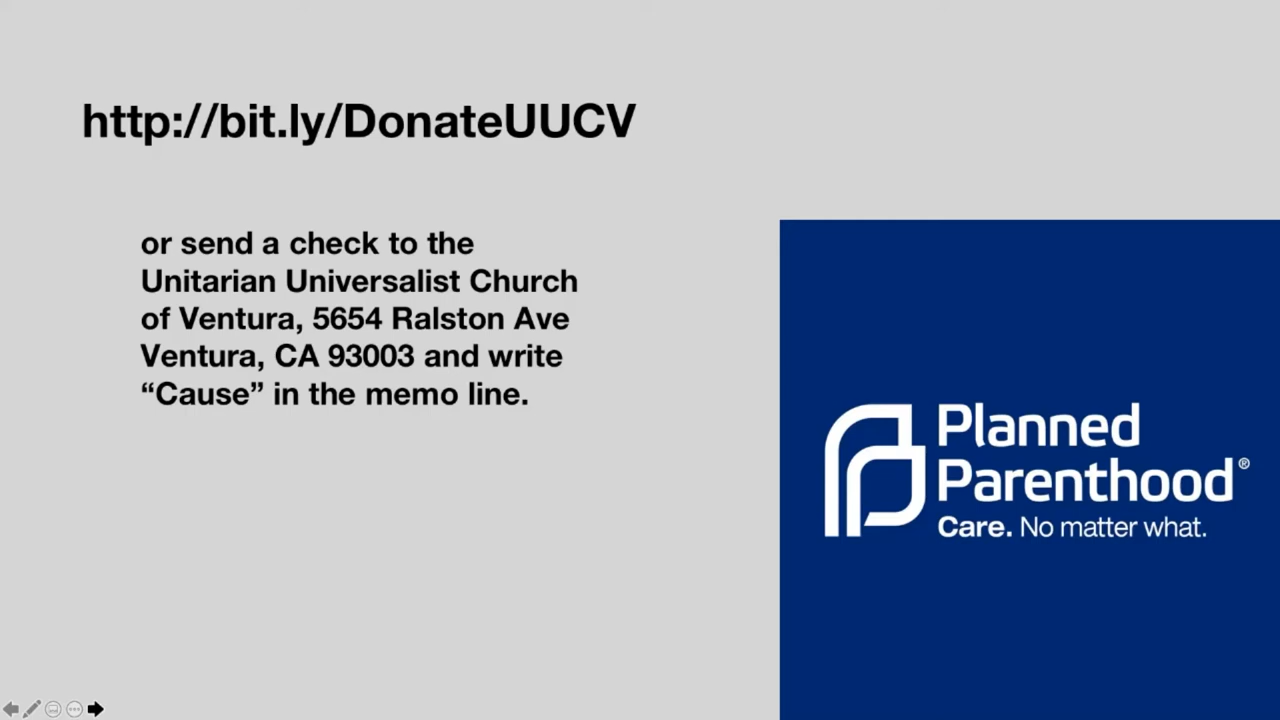 http://bit.ly/DonateUUCV
or send a check to the
Unitarian Universalist Church
of Ventura, 5654 Ralston Ave
Ventura, CA 93003 and write
“Cause” in the memo line.
Planned
Parenthood®
Care. No matter what.